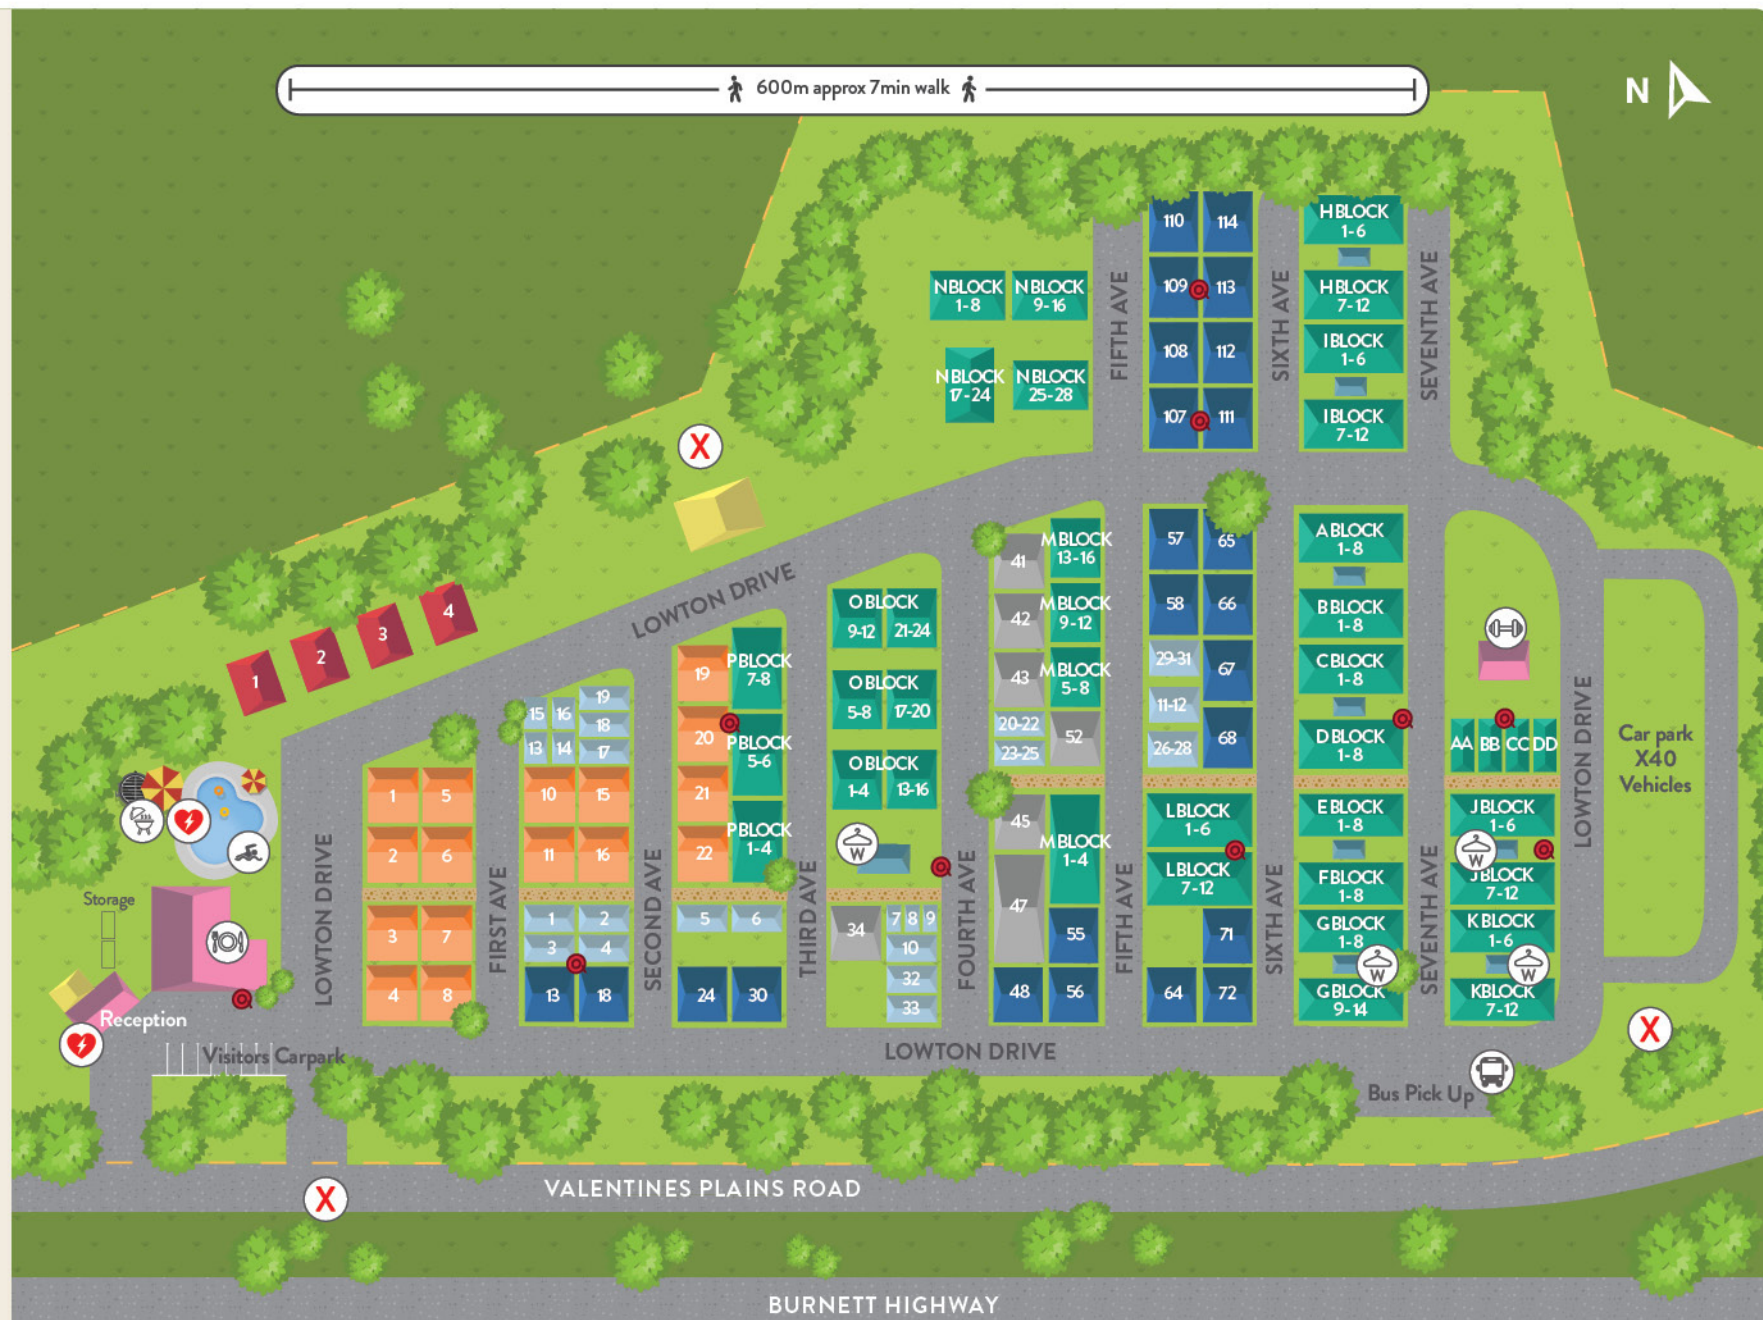 600m approx 7min walk
N
110
114
109
113
108
112
107
111
FIFTH AVE
SIXTH AVE
SEVENTH AVE
H BLOCK
1-6
H BLOCK
7-12
I BLOCK
1-6
I BLOCK
7-12
N BLOCK
1-8
N BLOCK
9-16
N BLOCK
17-24
N BLOCK
25-28
X
1
2
3
4
LOWTON DRIVE
1
5
2
6
3
7
4
8
FIRST AVE
15
16
19
18
13
14
17
10
15
11
16
1
2
3
4
13
18
SECOND AVE
19
P BLOCK
7-8
20
P BLOCK
5-6
21
22
P BLOCK
1-4
5
6
24
30
THIRD AVE
O BLOCK
9-12
21-24
O BLOCK
5-8
17-20
O BLOCK
1-4
13-16
W
34
7
8
9
10
32
33
FOURTH AVE
41
M BLOCK
13-16
42
M BLOCK
9-12
43
M BLOCK
5-8
20-22
23-25
52
45
M BLOCK
1-4
47
55
48
56
FIFTH AVE
57
65
58
66
29-31
67
11-12
26-28
68
L BLOCK
1-6
L BLOCK
7-12
71
64
72
SIXTH AVE
A BLOCK
1-8
B BLOCK
1-8
C BLOCK
1-8
D BLOCK
1-8
E BLOCK
1-8
F BLOCK
1-8
G BLOCK
1-8
W
G BLOCK
9-14
SEVENTH AVE
AA
BB
CC
DD
J BLOCK
1-6
W
J BLOCK
7-12
K BLOCK
1-6
W
K BLOCK
7-12
LOWTON DRIVE
Car park
X40
Vehicles
Storage
LOWTON DRIVE
Reception
Visitors Carpark
LOWTON DRIVE
Bus Pick Up
X
VALENTINES PLAINS ROAD
X
BURNETT HIGHWAY